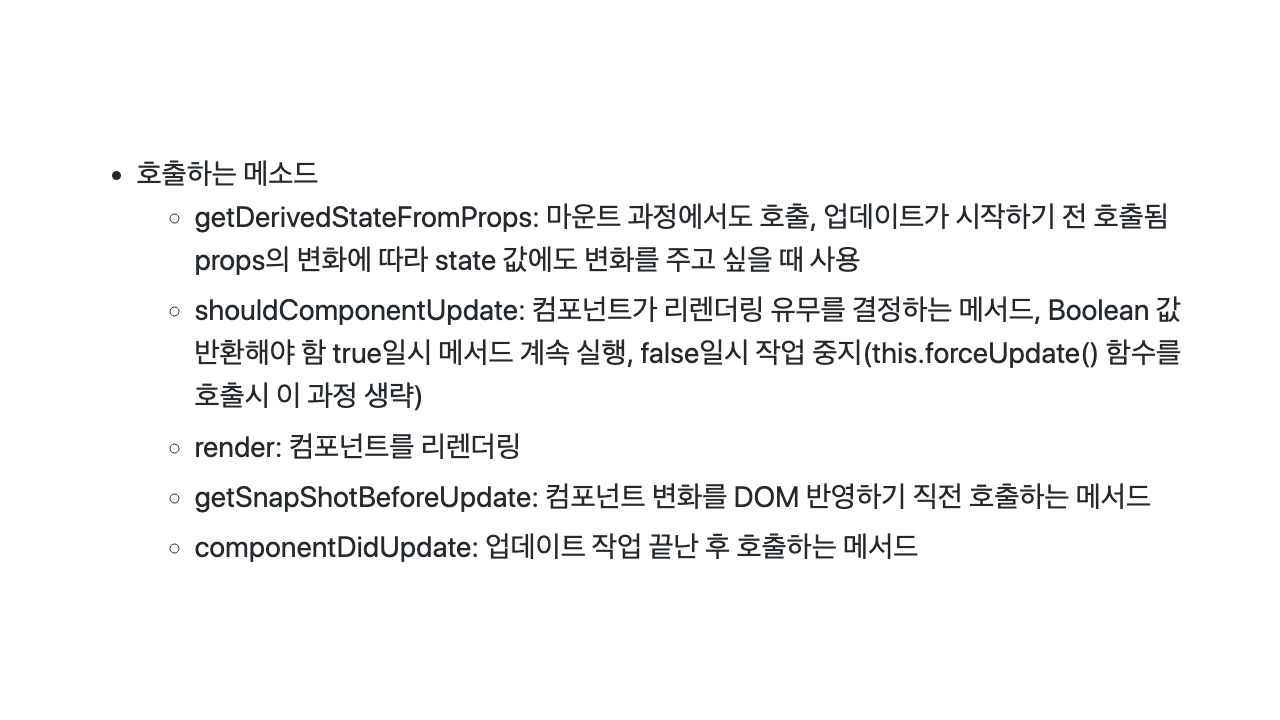 • 호출하는 메소드
◦ getDerivedStateFromProps: 마운트 과정에서도 호출, 업데이트가 시작하기 전 호출됨
props의 변화에 따라 state 값에도 변화를 주고 싶을 때 사용
◦ shouldComponentUpdate: 컴포넌트가 리렌더링 유무를 결정하는 메서드, Boolean 값
반환해야 함 true일시 메서드 계속 실행, false일시 작업 중지(this.forceUpdate() 함수를
호출시 이 과정 생략)
◦ render: 컴포넌트를 리렌더링
◦ getSnapShotBeforeUpdate: 컴포넌트 변화를 DOM 반영하기 직전 호출하는 메서드
◦ componentDidUpdate: 업데이트 작업 끝난 후 호출하는 메서드